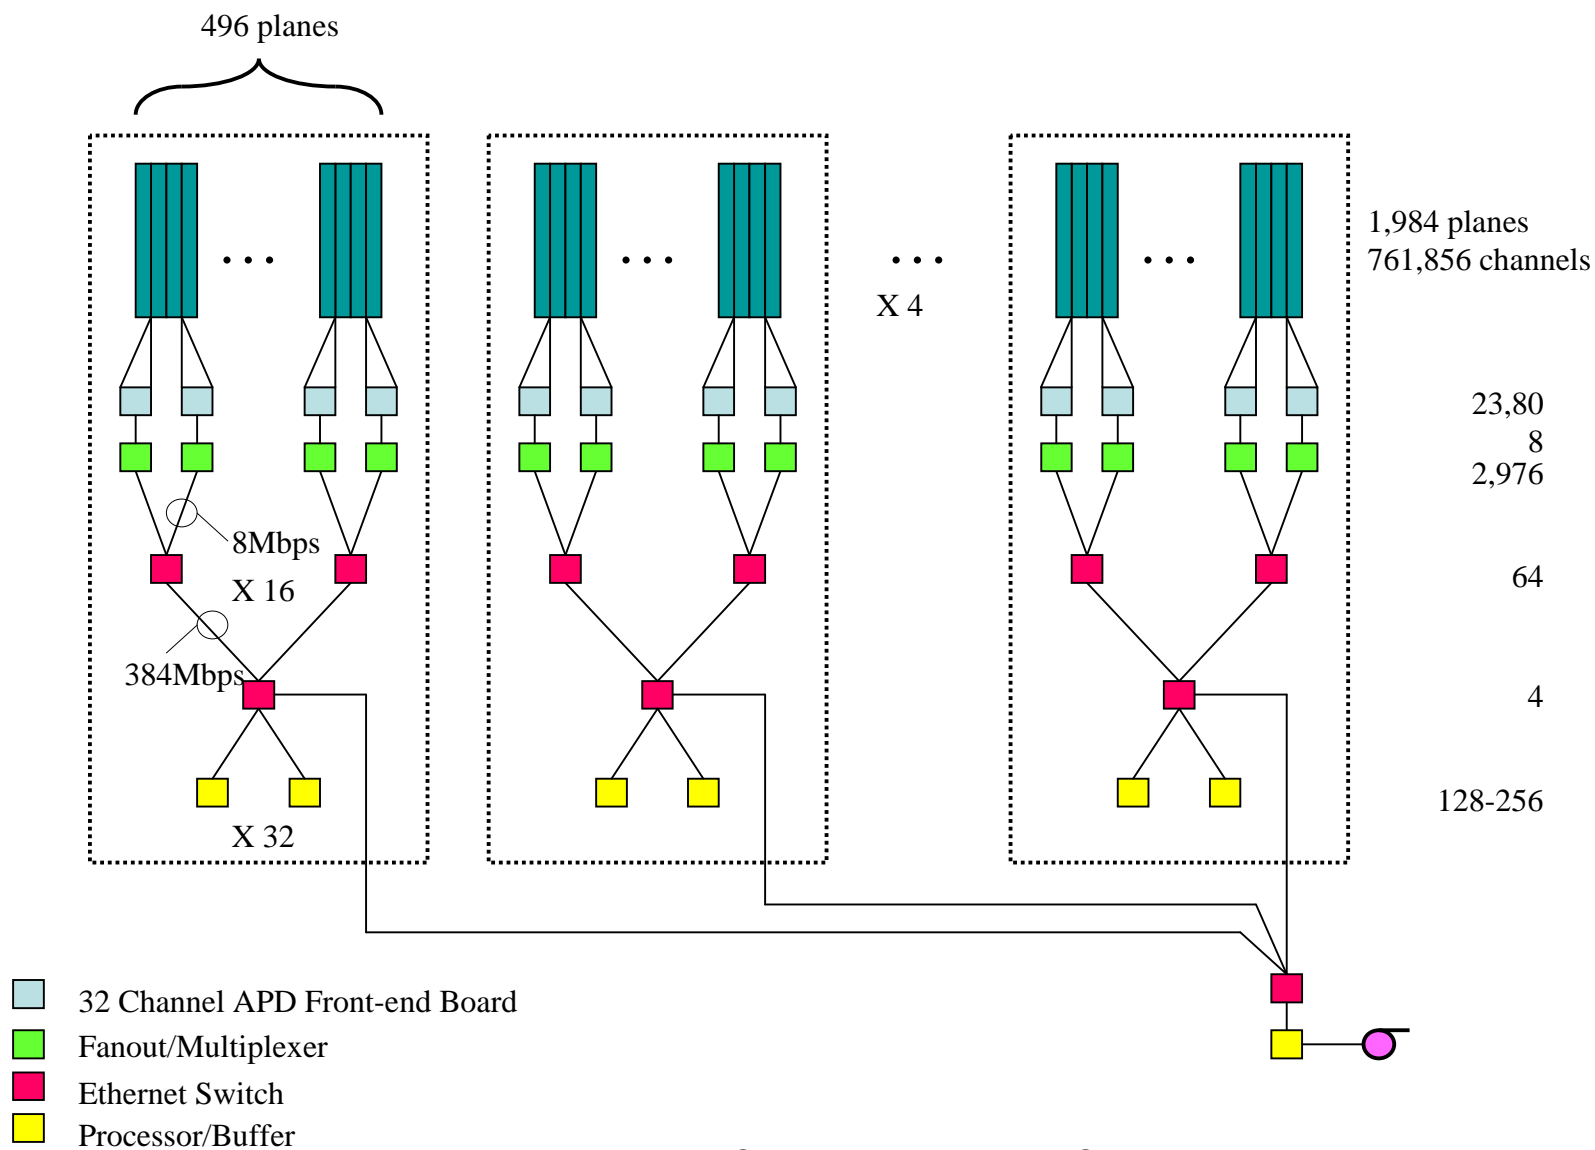 496 planes
1,984 planes
761,856 channels
X 4
23,80
8
2,976
8Mbps
X 16
64
384Mbps
4
128-256
X 32
32 Channel APD Front-end Board
Fanout/Multiplexer
Ethernet Switch
Processor/Buffer